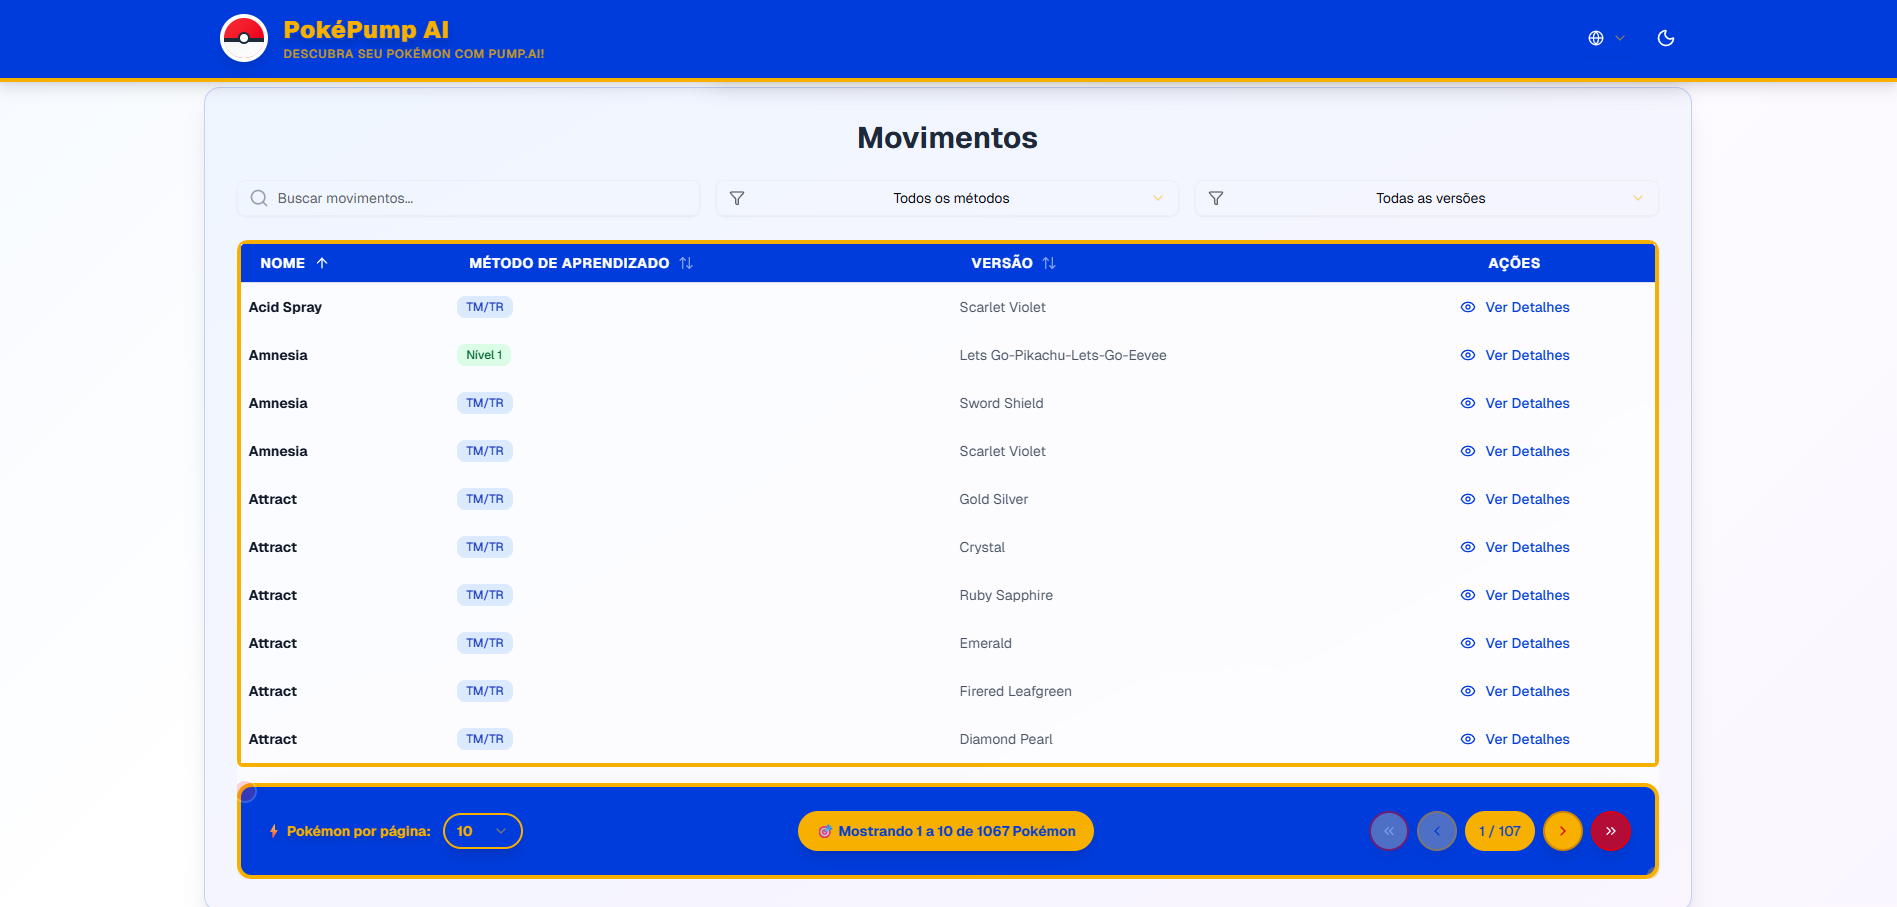 PokéPump AI
DESCUBRA SEU POKÉMON COM PUMP.AI!
Movimentos
Buscar movimentos...
Todos os métodos
Todas as versões
NOME MÉTODO DE APRENDIZADO VERSÃO AÇÕES
Acid Spray TM/TR Scarlet Violet Ver Detalhes
Amnesia Nível 1 Lets Go-Pikachu-Lets-Go-Eevee Ver Detalhes
Amnesia TM/TR Sword Shield Ver Detalhes
Amnesia TM/TR Scarlet Violet Ver Detalhes
Attract TM/TR Gold Silver Ver Detalhes
Attract TM/TR Crystal Ver Detalhes
Attract TM/TR Ruby Sapphire Ver Detalhes
Attract TM/TR Emerald Ver Detalhes
Attract TM/TR Firered Leafgreen Ver Detalhes
Attract TM/TR Diamond Pearl Ver Detalhes
Pokémon por página: 10 Mostrando 1 a 10 de 1067 Pokémon « ‹ 1 / 107 › »